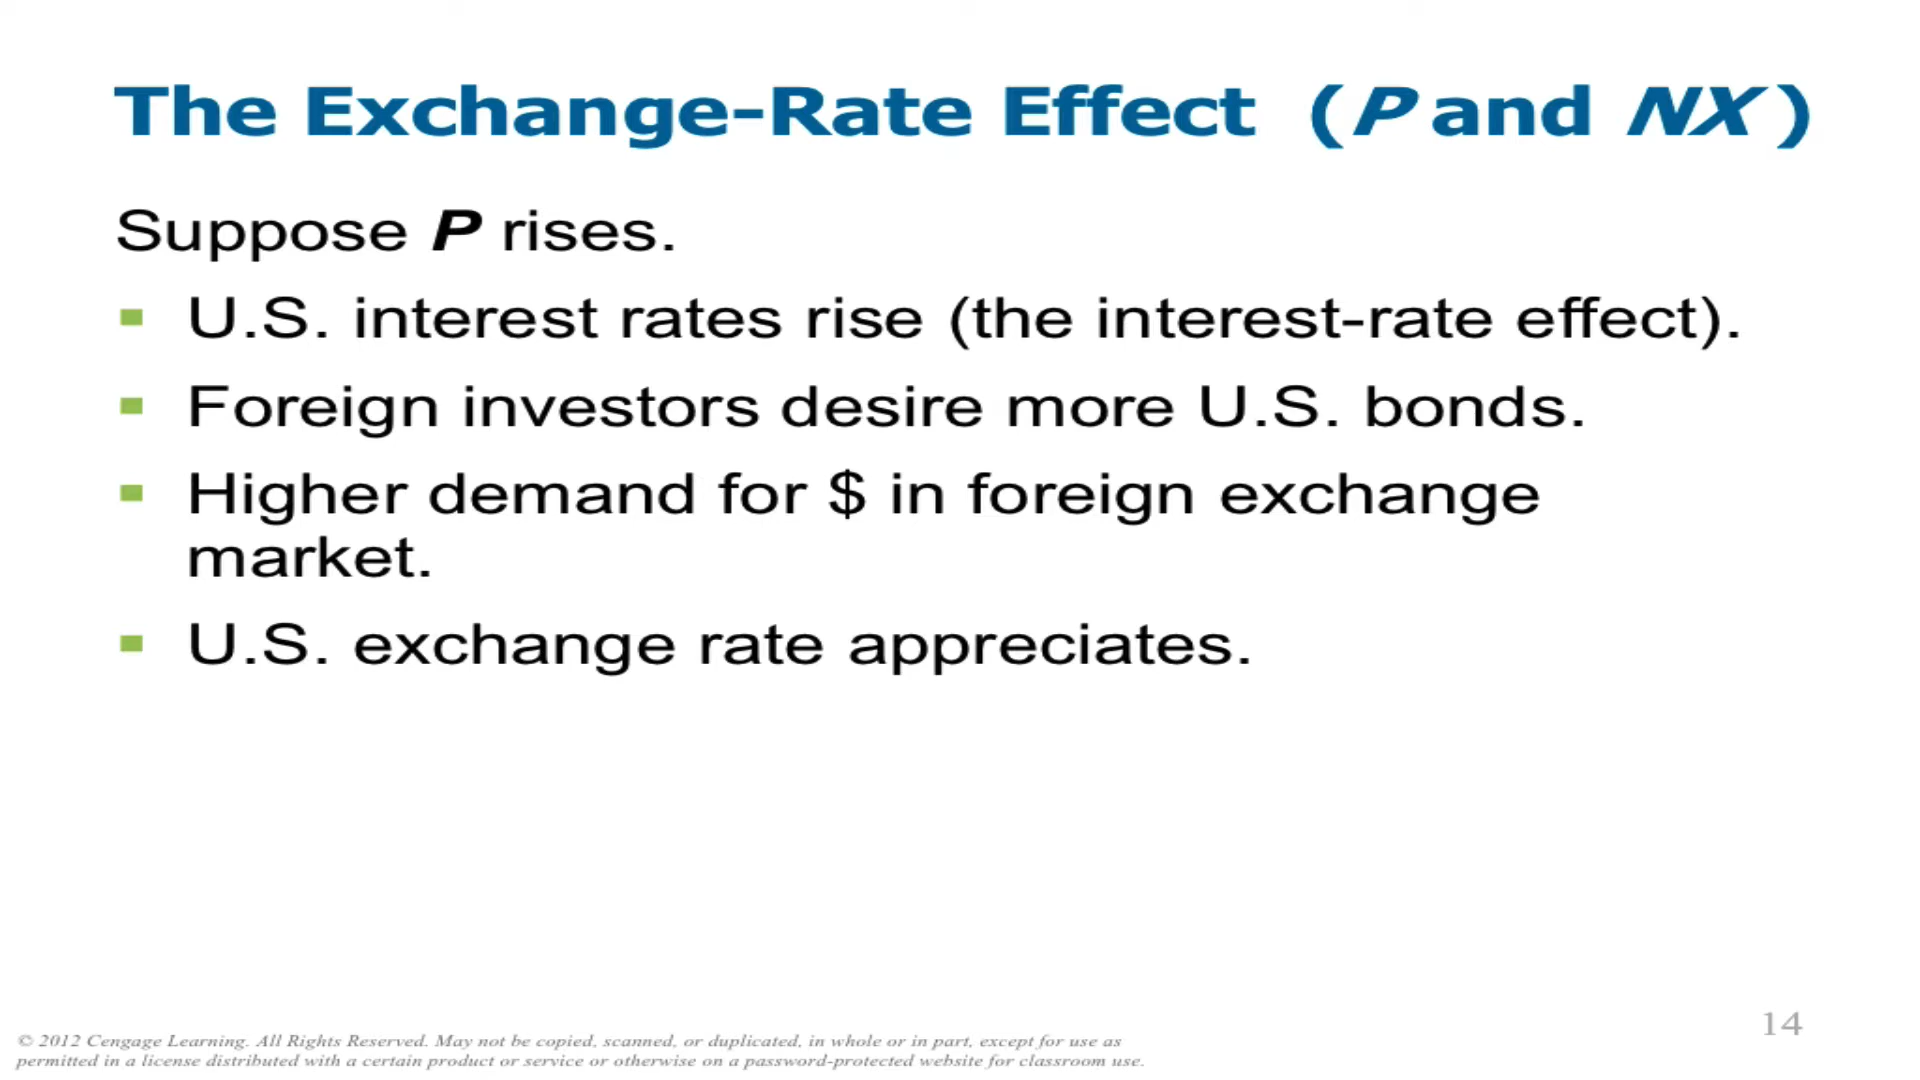 The Exchange-Rate Effect (P and NX)
Suppose P rises.
▪ U.S. interest rates rise (the interest-rate effect).
▪ Foreign investors desire more U.S. bonds.
▪ Higher demand for $ in foreign exchange
market.
▪ U.S. exchange rate appreciates.
14
© 2012 Cengage Learning. All Rights Reserved. May not be copied, scanned, or duplicated, in whole or in part, except for use as
permitted in a license distributed with a certain product or service or otherwise on a password-protected website for classroom use.